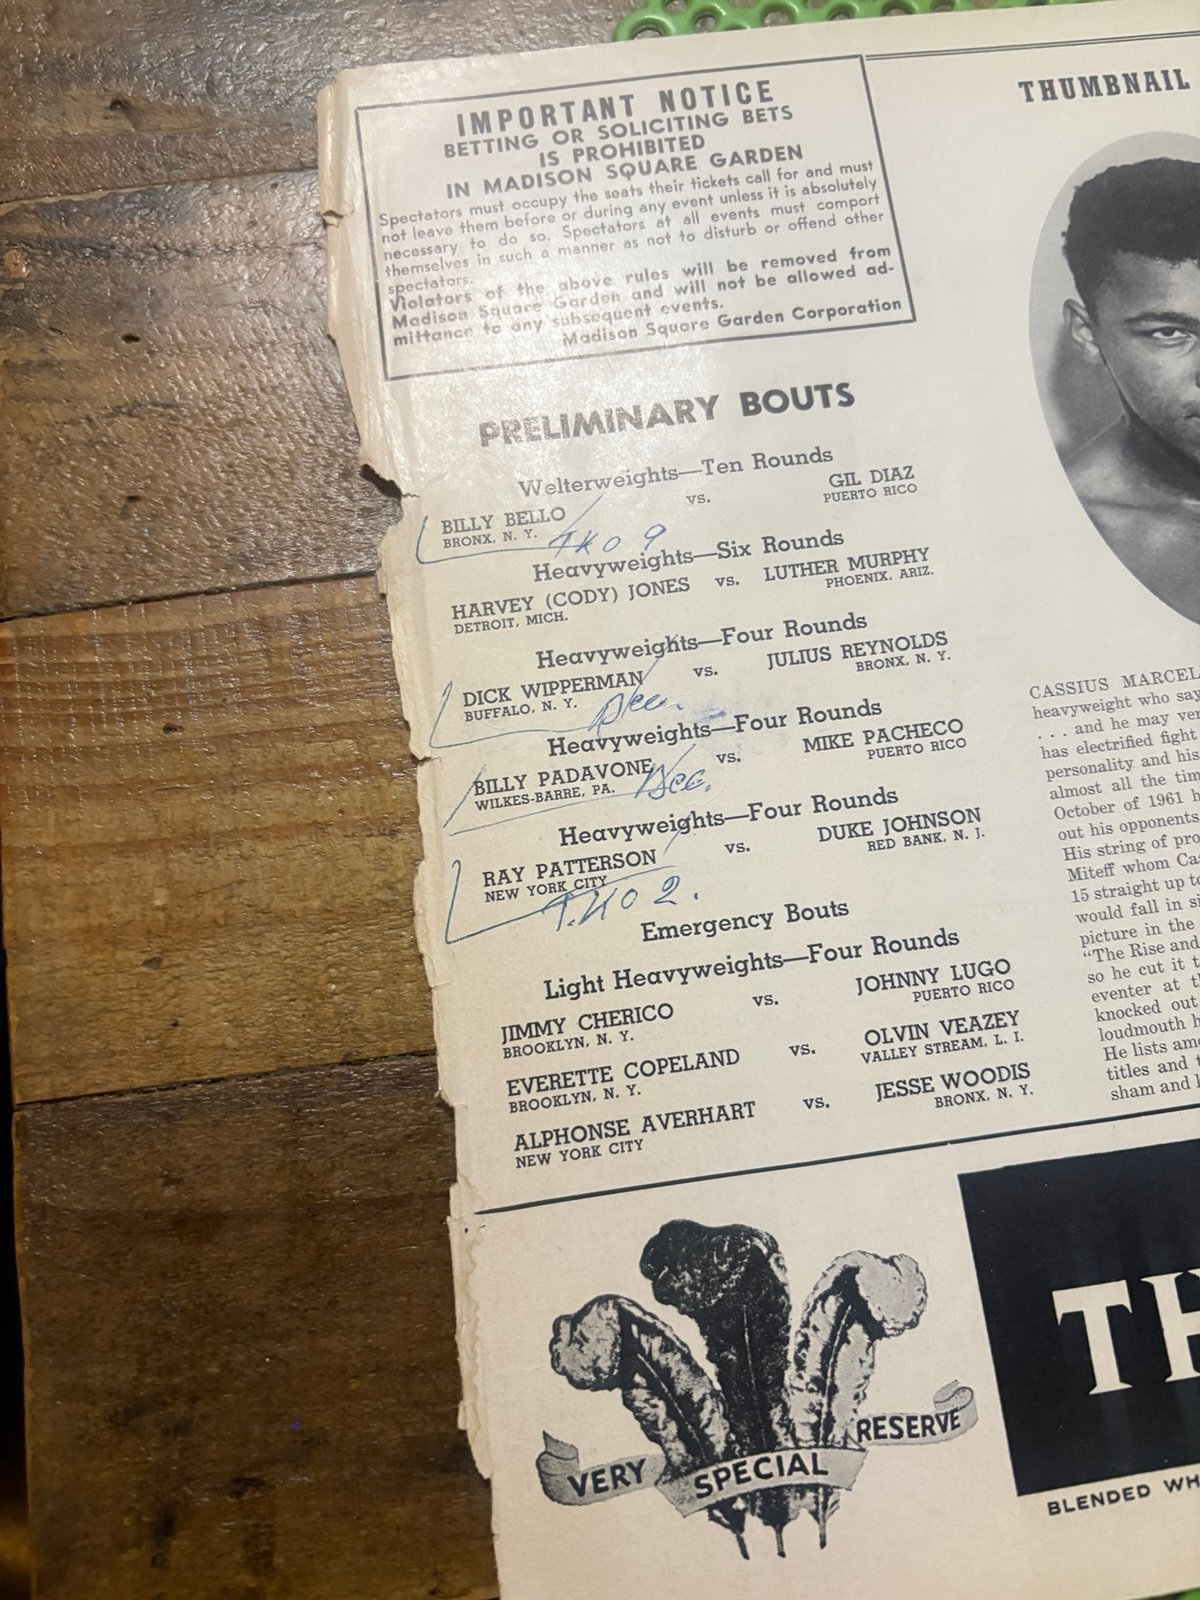 IMPORTANT NOTICE
BETTING OR SOLICITING BETS
IS PROHIBITED
IN MADISON SQUARE GARDEN
Spectators must occupy the seats their tickets call for and must
not leave them before or during any event unless it is absolutely
necessary to do so. Spectators at all events must comport
themselves in such a manner as not to disturb or offend other
spectators.
Violators of the above rules will be removed from
Madison Square Garden and will not be allowed ad-
mittance to any subsequent events.
Madison Square Garden Corporation
PRELIMINARY BOUTS
Welterweights—Ten Rounds
BILLY BELLO vs. GIL DIAZ
BRONX, N. Y. PUERTO RICO
TKO 9
Heavyweights—Six Rounds
HARVEY (CODY) JONES vs. LUTHER MURPHY
DETROIT, MICH. PHOENIX, ARIZ.
Heavyweights—Four Rounds
DICK WIPPERMAN vs. JULIUS REYNOLDS
BUFFALO, N. Y. BRONX, N. Y.
Dec.
Heavyweights—Four Rounds
BILLY PADAVONE vs. MIKE PACHECO
WILKES-BARRE, PA. PUERTO RICO
Dec.
Heavyweights—Four Rounds
RAY PATTERSON vs. DUKE JOHNSON
NEW YORK CITY RED BANK, N. J.
T.KO 2.
Emergency Bouts
Light Heavyweights—Four Rounds
JIMMY CHERICO vs. JOHNNY LUGO
BROOKLYN, N. Y. PUERTO RICO
EVERETTE COPELAND vs. OLVIN VEAZEY
BROOKLYN, N. Y. VALLEY STREAM, L. I.
ALPHONSE AVERHART vs. JESSE WOODIS
NEW YORK CITY BRONX, N. Y.
THUMBNAIL
CASSIUS MARCEL
heavyweight who say
. . . and he may ver
has electrified fight
personality and his
almost all the tim
October of 1961 h
out his opponents
His string of pro
Miteff whom Cas
15 straight up to
would fall in si
picture in the
"The Rise and
so he cut it t
eventer at th
knocked out
loudmouth h
He lists amo
titles and t
sham and l
VERY SPECIAL RESERVE
TH
BLENDED WH